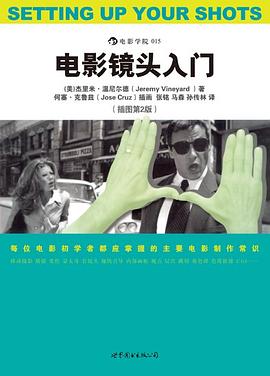 SETTING UP YOUR SHOTS
电影学院 015
电影镜头入门
(美)杰里米·温尼尔德(Jeremy Vineyard)著
何塞·克鲁兹(Jose Cruz)插画 张铭 马森 孙传林 译
(插图第2版)
每位电影初学者都应掌握的主要电影制作常识
世界图书出版公司